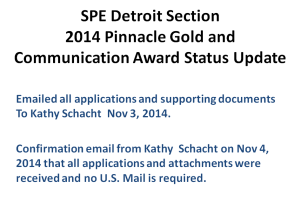 SPE Detroit Section
2014 Pinnacle Gold and
Communication Award Status Update
Emailed all applications and supporting documents
To Kathy Schacht  Nov 3, 2014.
Confirmation email from Kathy  Schacht on Nov 4,
2014 that all applications and attachments were
received and no U.S. Mail is required.